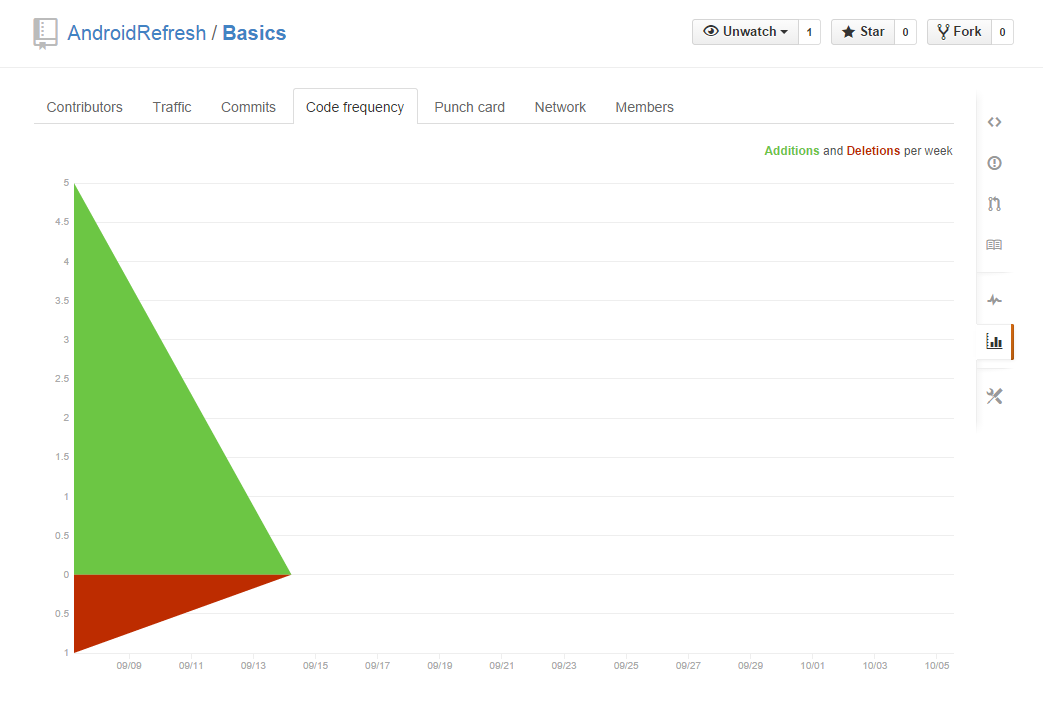 AndroidRefresh / Basics
Unwatch 1 Star 0 Fork 0
Contributors Traffic Commits Code frequency Punch card Network Members
Additions and Deletions per week
5
4.5
4
3.5
3
2.5
2
1.5
1
0.5
0
0.5
1
09/09 09/11 09/13 09/15 09/17 09/19 09/21 09/23 09/25 09/27 09/29 10/01 10/03 10/05